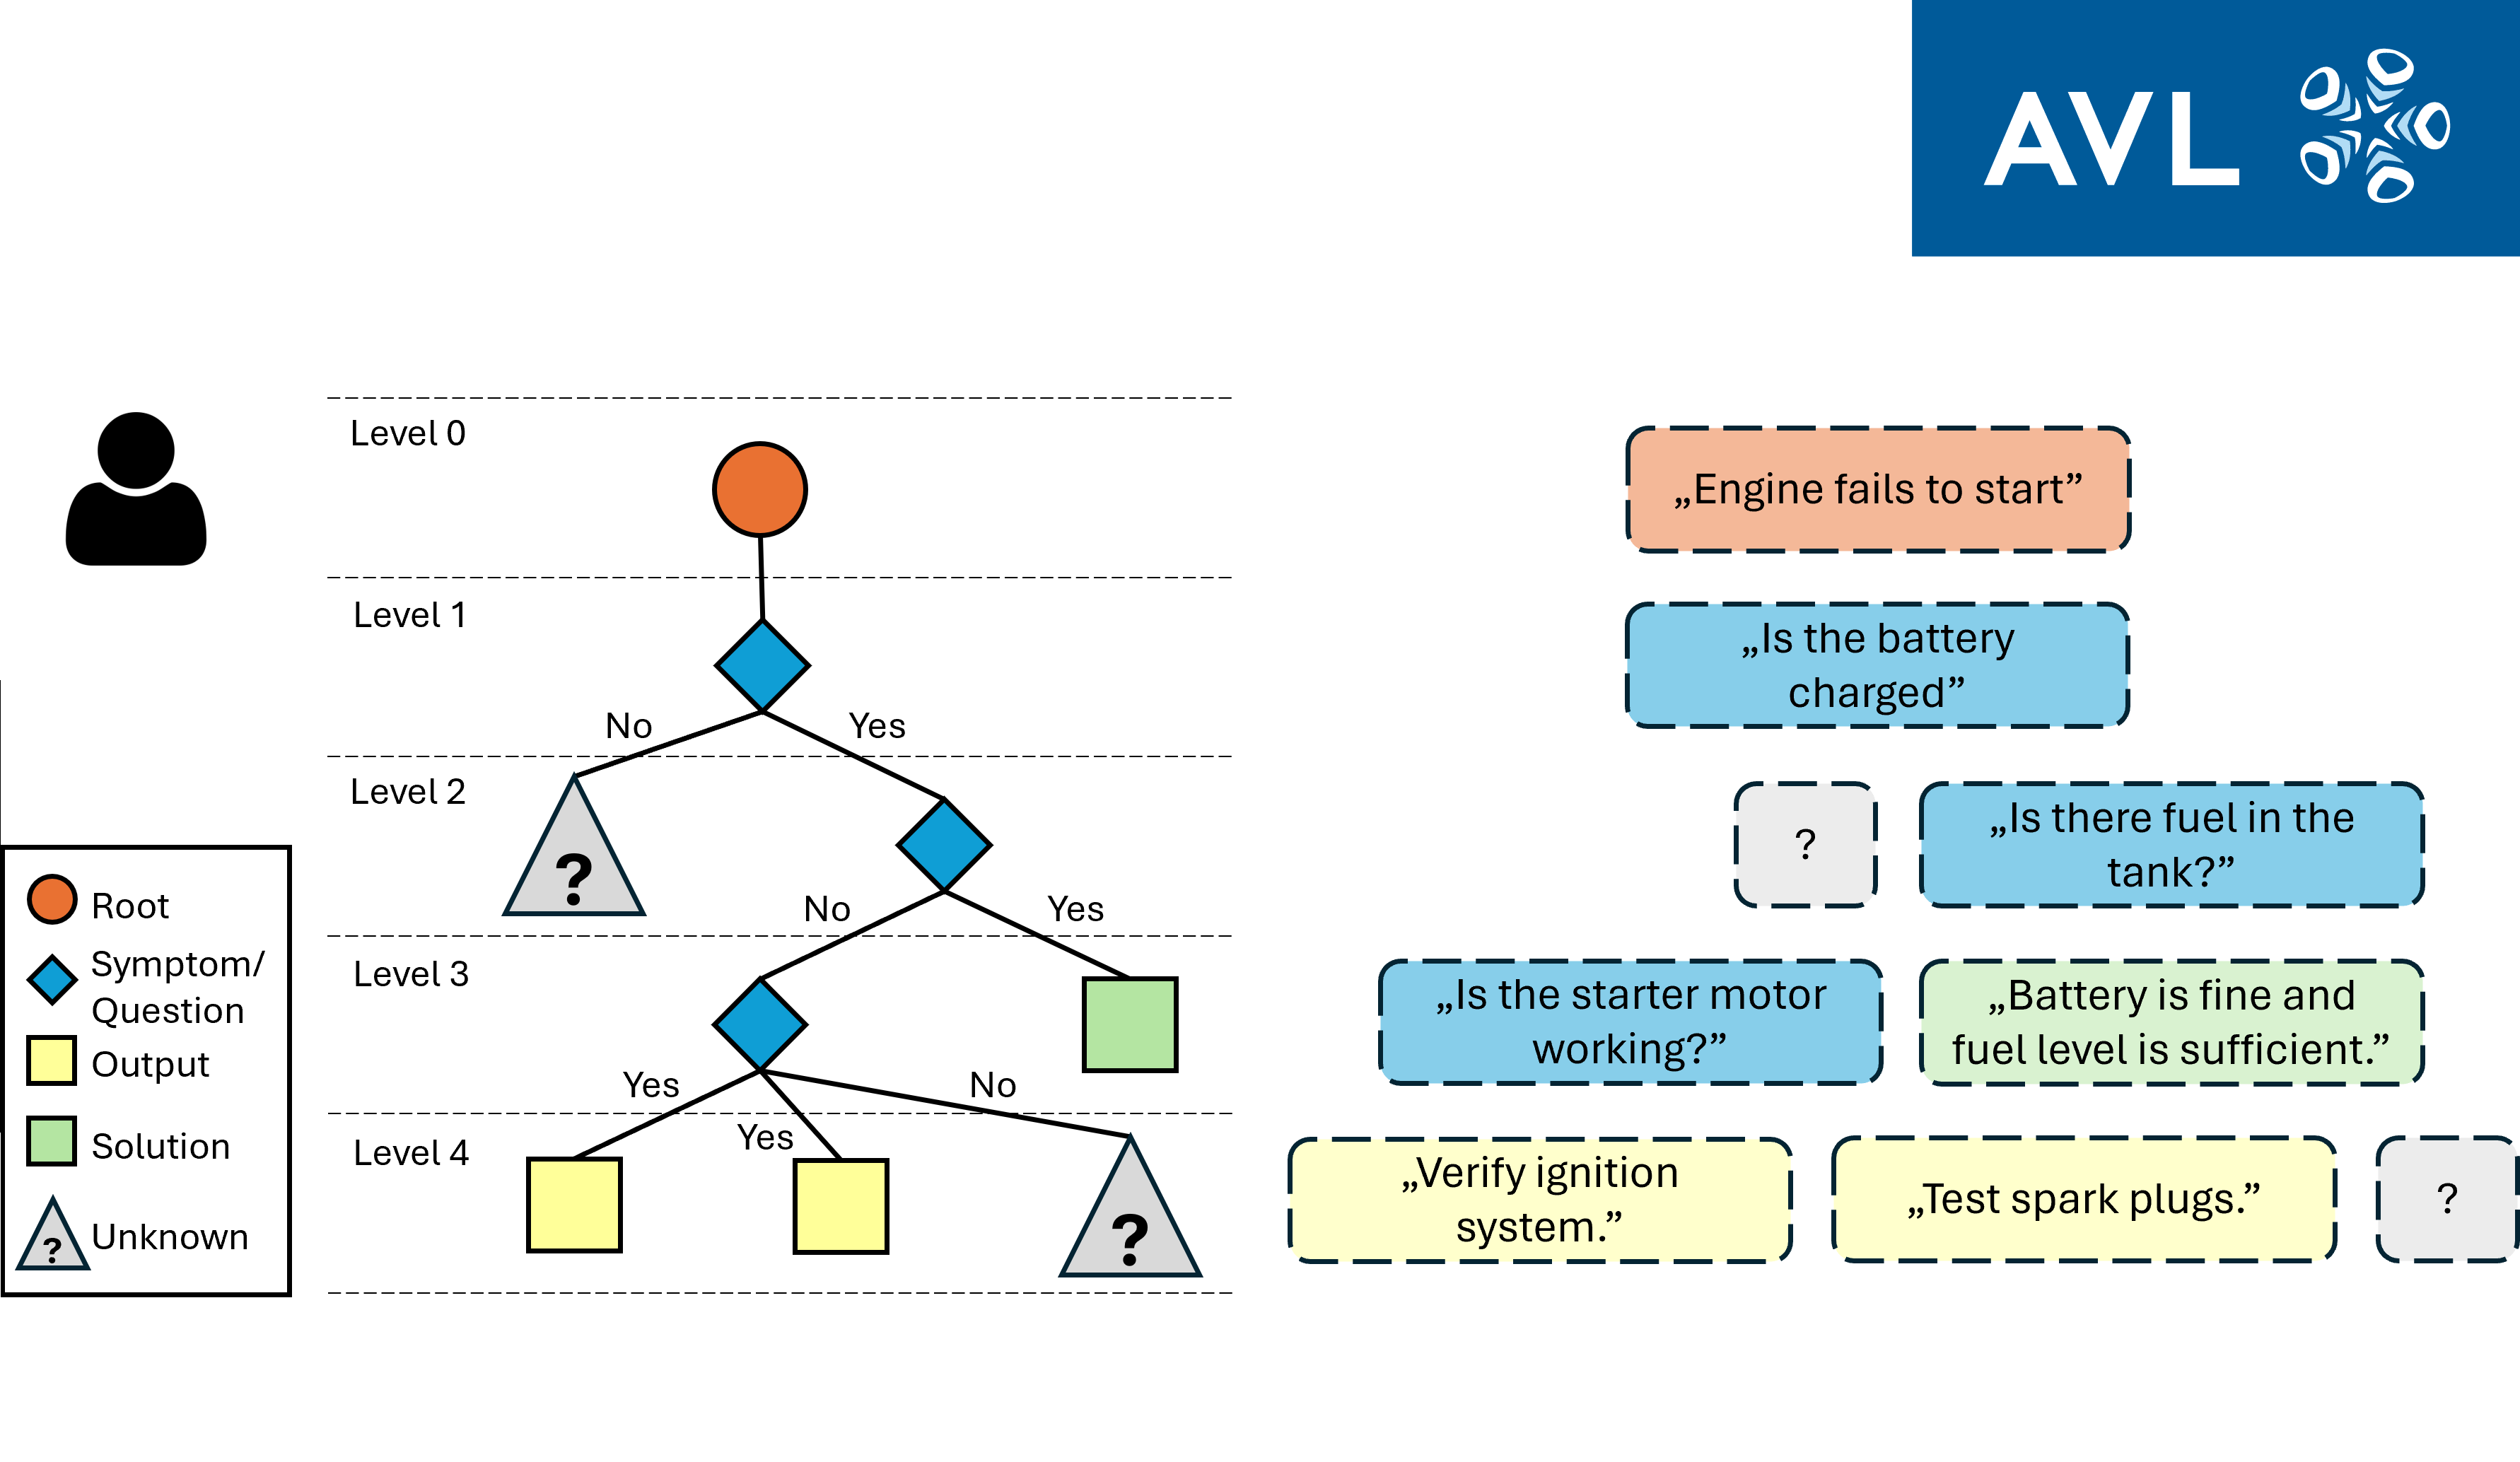 AVL
Level 0
„Engine fails to start”
Level 1
„Is the battery
charged”
No
Yes
Level 2
?
?
„Is there fuel in the
tank?”
No
Yes
Level 3
„Is the starter motor
working?”
„Battery is fine and
fuel level is sufficient.”
Yes
Yes
No
Level 4
?
„Verify ignition
system.”
„Test spark plugs.”
?
Root
Symptom/
Question
Output
Solution
?
Unknown